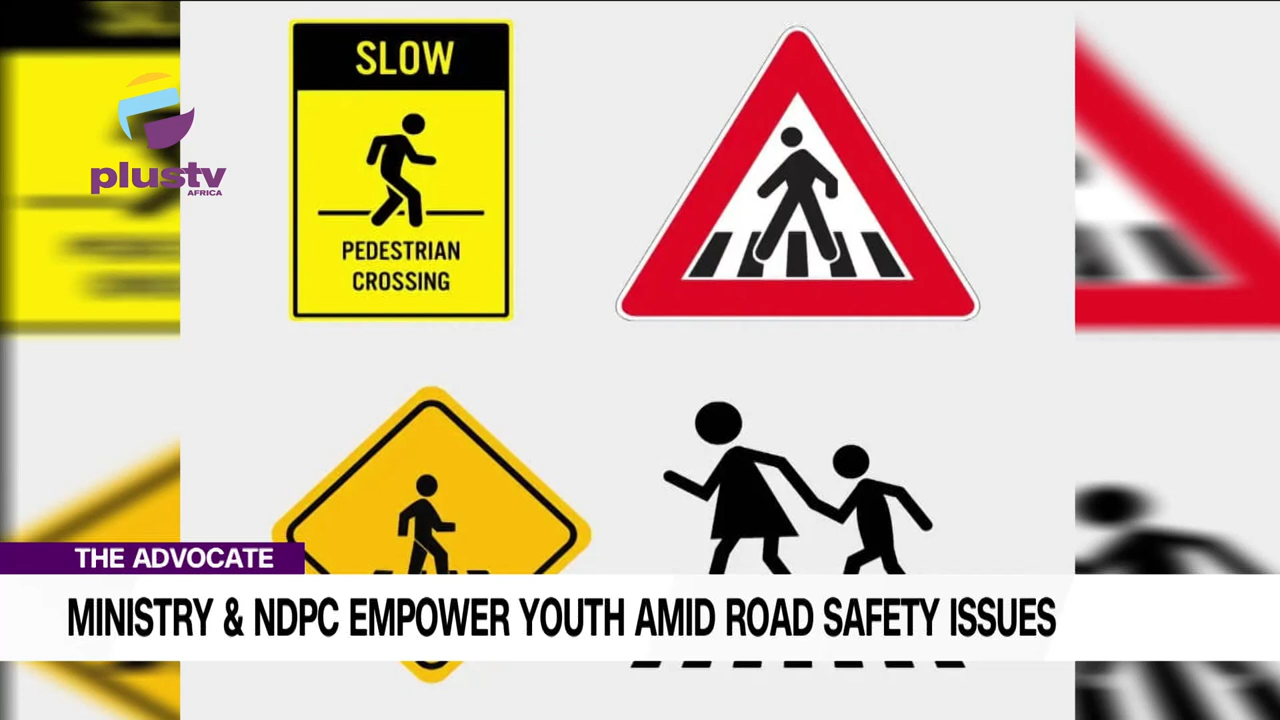 SLOW
PEDESTRIAN
CROSSING
plustv
AFRICA
THE ADVOCATE
MINISTRY & NDPC EMPOWER YOUTH AMID ROAD SAFETY ISSUES